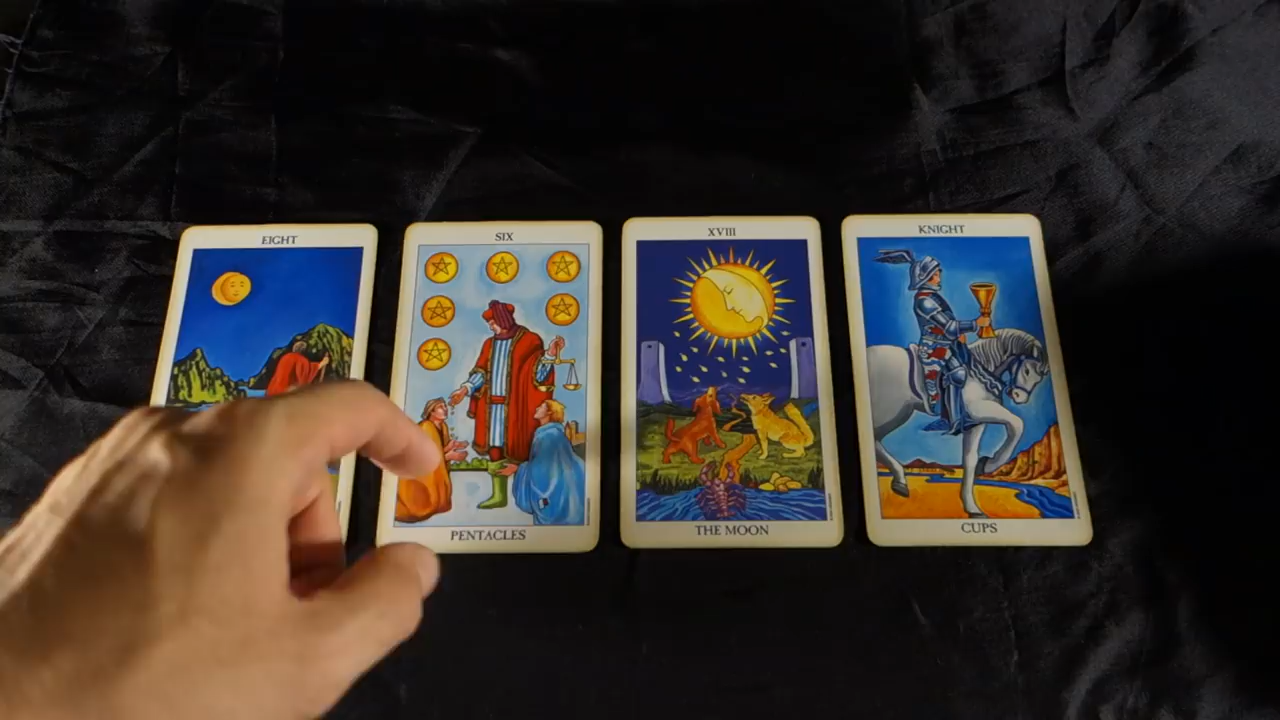 EIGHT
SIX
PENTACLES
XVIII
THE MOON
KNIGHT
CUPS